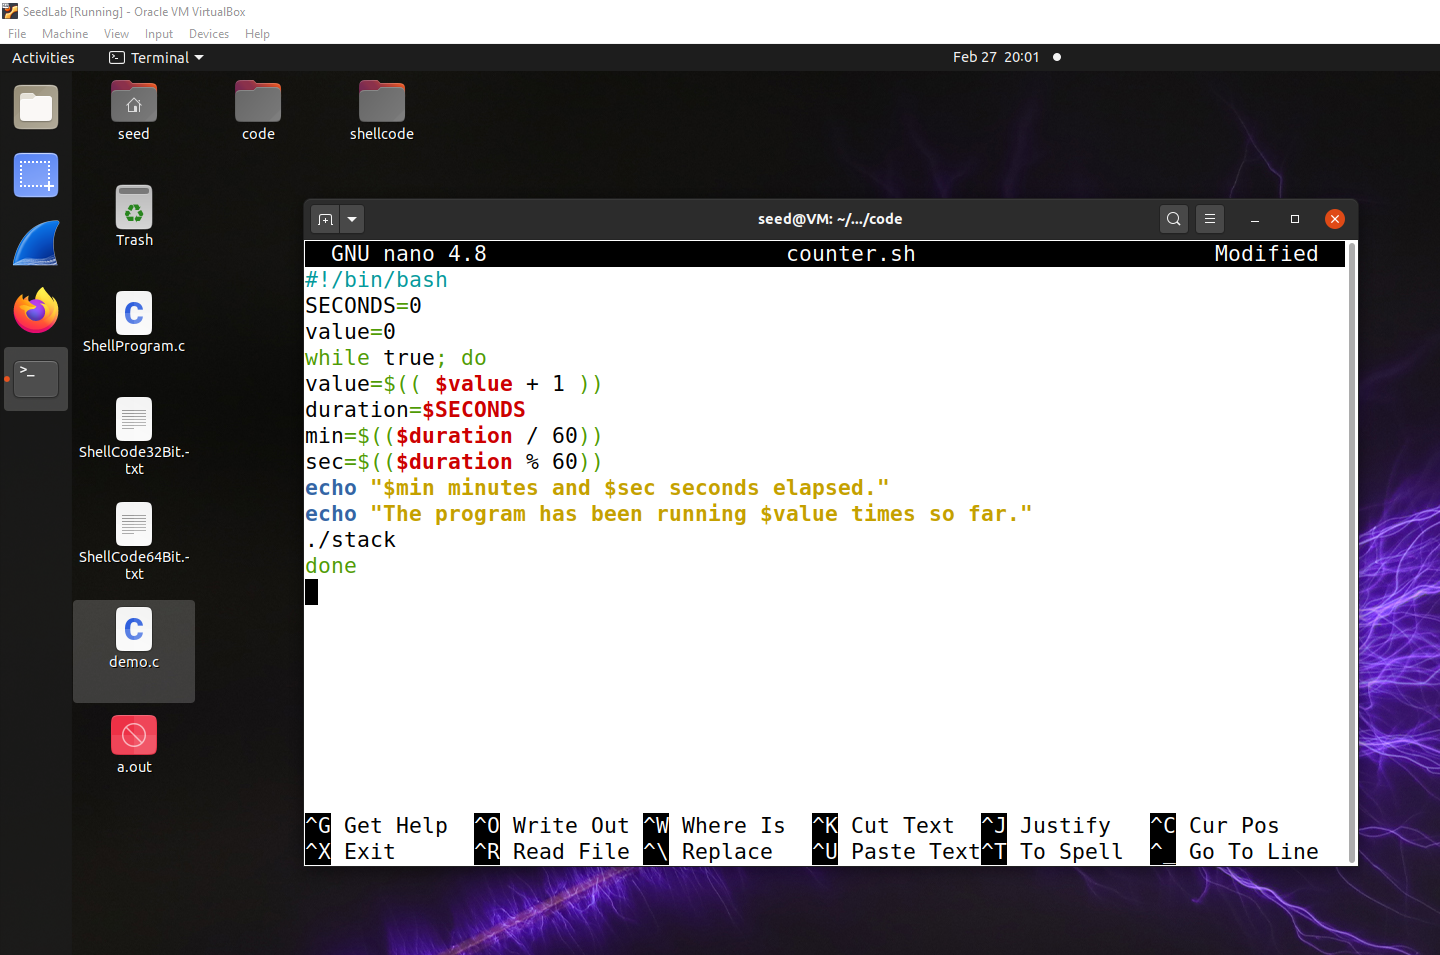 SeedLab [Running] - Oracle VM VirtualBox
File Machine View Input Devices Help
Activities Terminal Feb 27 20:01
seed
code
shellcode
Trash
ShellProgram.c
ShellCode32Bit.-
txt
ShellCode64Bit.-
txt
demo.c
a.out
seed@VM: ~/.../code
GNU nano 4.8 counter.sh Modified
#!/bin/bash
SECONDS=0
value=0
while true; do
value=$(( $value + 1 ))
duration=$SECONDS
min=$(($duration / 60))
sec=$(($duration % 60))
echo "$min minutes and $sec seconds elapsed."
echo "The program has been running $value times so far."
./stack
done
^G Get Help ^O Write Out ^W Where Is ^K Cut Text ^J Justify ^C Cur Pos
^X Exit ^R Read File ^\ Replace ^U Paste Text ^T To Spell ^_ Go To Line